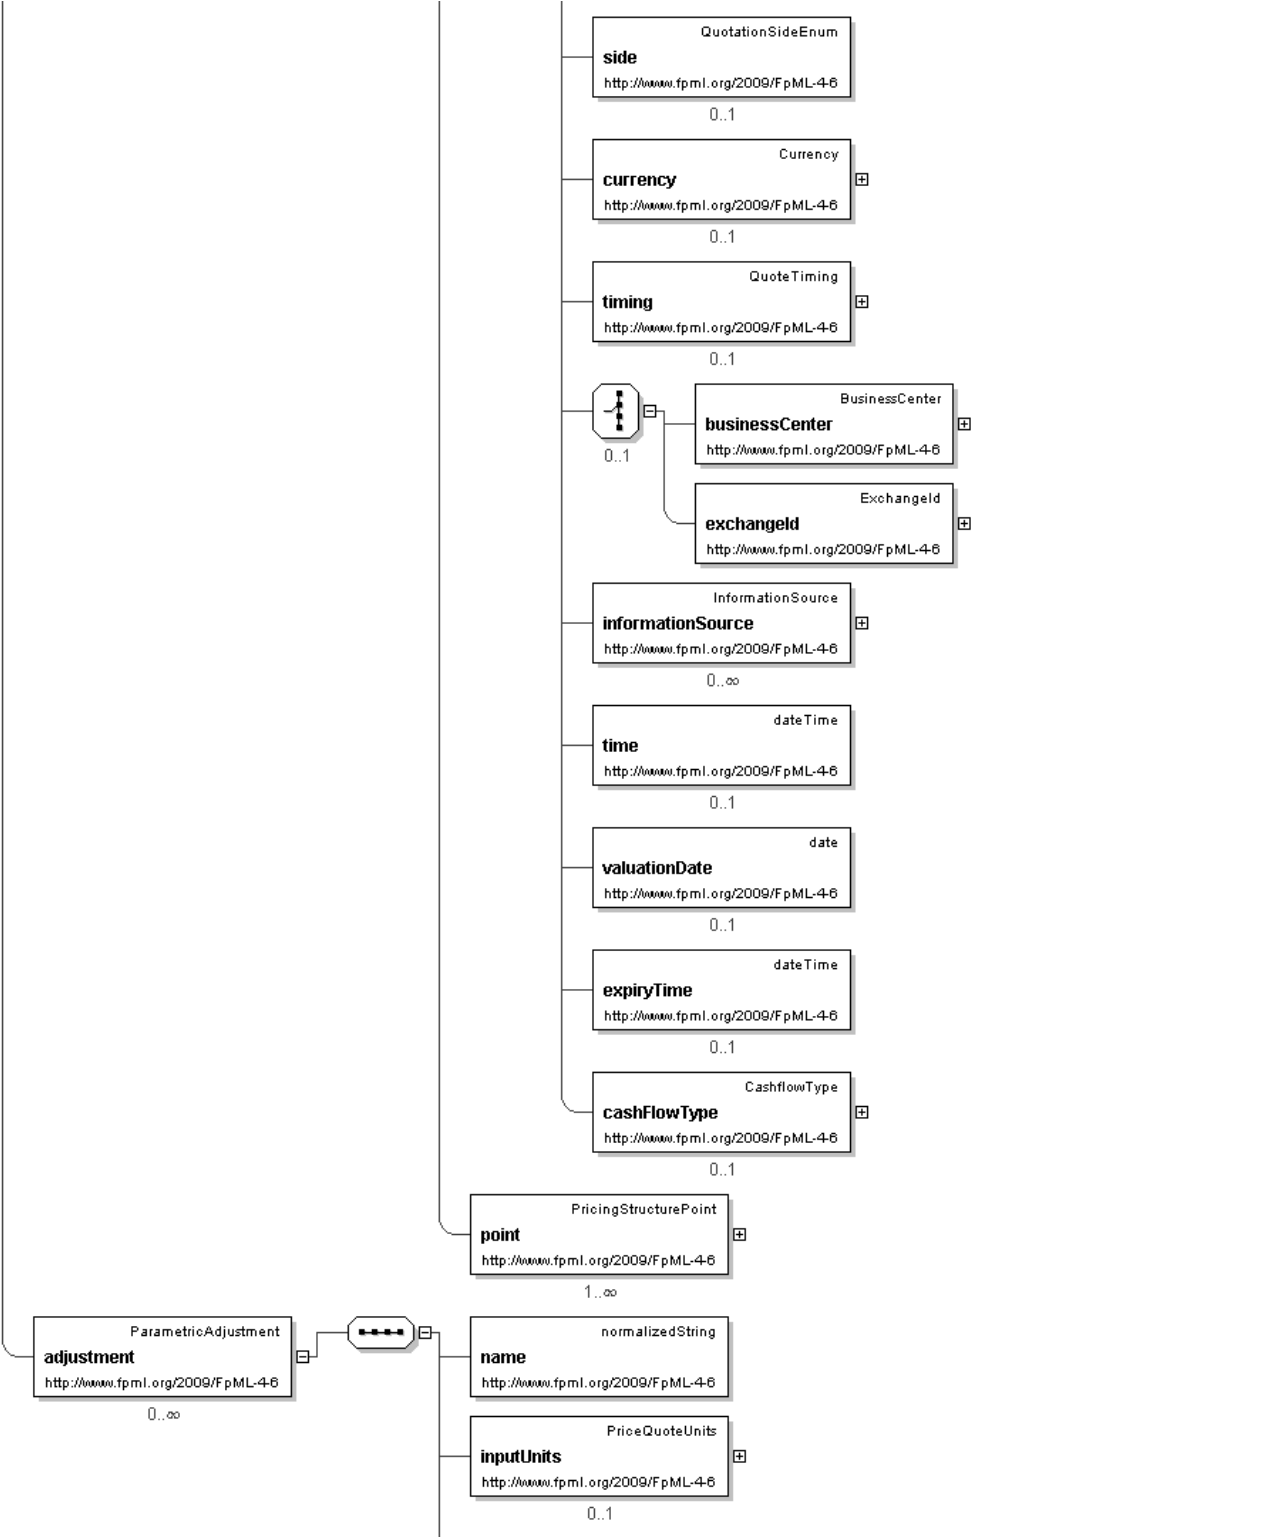 QuotationSideEnum
side
http://www.fpml.org/2009/FpML-4-6
0..1
Currency
currency
http://www.fpml.org/2009/FpML-4-6
0..1
QuoteTiming
timing
http://www.fpml.org/2009/FpML-4-6
0..1
BusinessCenter
businessCenter
http://www.fpml.org/2009/FpML-4-6
0..1
ExchangeId
exchangeId
http://www.fpml.org/2009/FpML-4-6
InformationSource
informationSource
http://www.fpml.org/2009/FpML-4-6
0..∞
dateTime
time
http://www.fpml.org/2009/FpML-4-6
0..1
date
valuationDate
http://www.fpml.org/2009/FpML-4-6
0..1
dateTime
expiryTime
http://www.fpml.org/2009/FpML-4-6
0..1
CashflowType
cashFlowType
http://www.fpml.org/2009/FpML-4-6
0..1
PricingStructurePoint
point
http://www.fpml.org/2009/FpML-4-6
1..∞
ParametricAdjustment
adjustment
http://www.fpml.org/2009/FpML-4-6
0..∞
normalizedString
name
http://www.fpml.org/2009/FpML-4-6
PriceQuoteUnits
inputUnits
http://www.fpml.org/2009/FpML-4-6
0..1